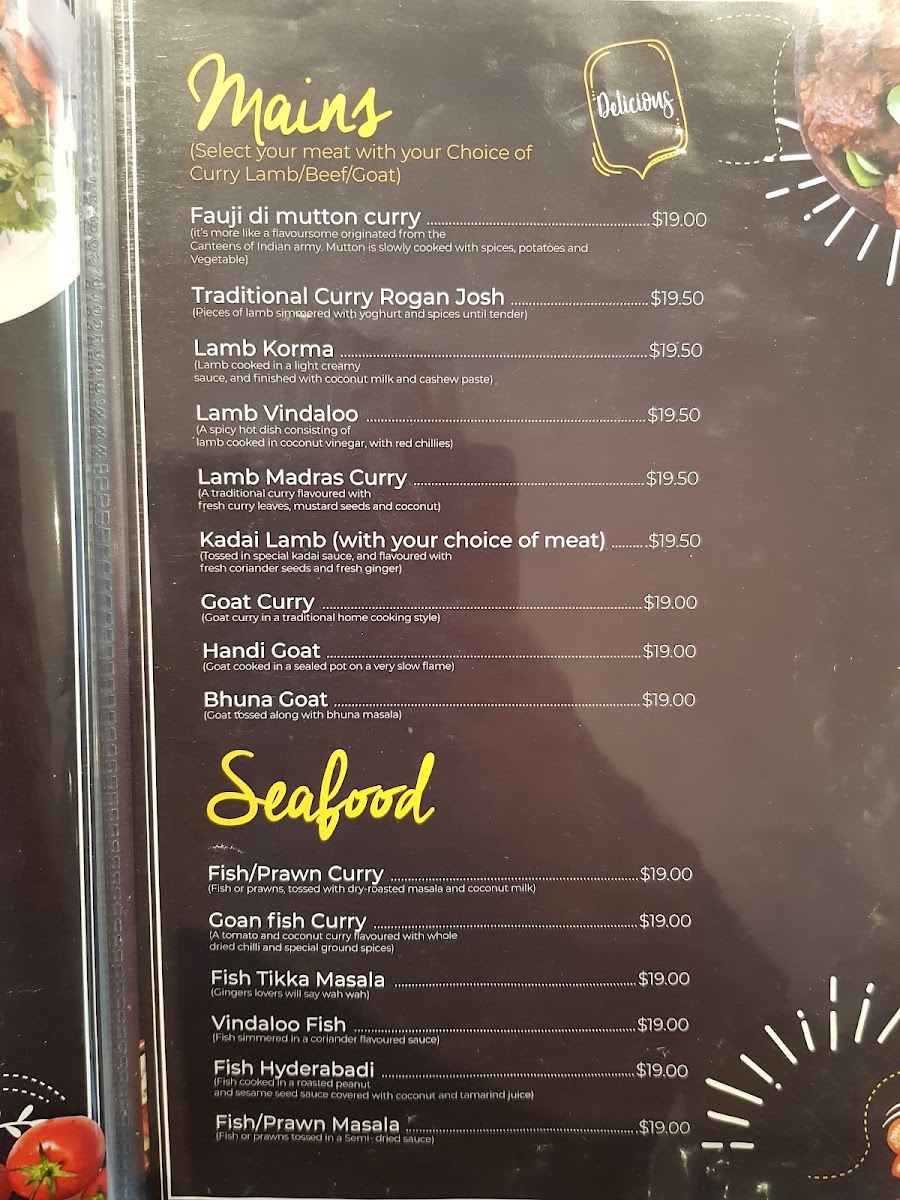 Mains
Delicious
(Select your meat with your Choice of
Curry Lamb/Beef/Goat)
Fauji di mutton curry ........ $19.00
(it's more like a flavoursome originated from the
Canteens of Indian army. Mutton is slowly cooked with spices, potatoes and
Vegetable)
Traditional Curry Rogan Josh ........ $19.50
(Pieces of lamb simmered with yoghurt and spices until tender)
Lamb Korma ........ $19.50
(Lamb cooked in a light creamy
sauce, and finished with coconut milk and cashew paste)
Lamb Vindaloo ........ $19.50
(A spicy hot dish consisting of
lamb cooked in coconut vinegar, with red chillies)
Lamb Madras Curry ........ $19.50
(A traditional curry flavoured with
fresh curry leaves, mustard seeds and coconut)
Kadai Lamb (with your choice of meat) ........ $19.50
(Tossed in special kadai sauce, and flavoured with
fresh coriander seeds and fresh ginger)
Goat Curry ........ $19.00
(Goat curry in a traditional home cooking style)
Handi Goat ........ $19.00
(Goat cooked in a sealed pot on a very slow flame)
Bhuna Goat ........ $19.00
(Goat tossed along with bhuna masala)
Seafood
Fish/Prawn Curry ........ $19.00
(Fish or prawns, tossed with dry-roasted masala and coconut milk)
Goan fish Curry ........ $19.00
(A tomato and coconut curry flavoured with whole
dried chilli and special ground spices)
Fish Tikka Masala ........ $19.00
(Gingers lovers will say wah wah)
Vindaloo Fish ........ $19.00
(Fish simmered in a coriander flavoured sauce)
Fish Hyderabadi ........ $19.00
(Fish cooked in a roasted peanut
and sesame seed sauce covered with coconut and tamarind juice)
Fish/Prawn Masala ........ $19.00
(Fish or prawns tossed in a Semi- dried sauce)